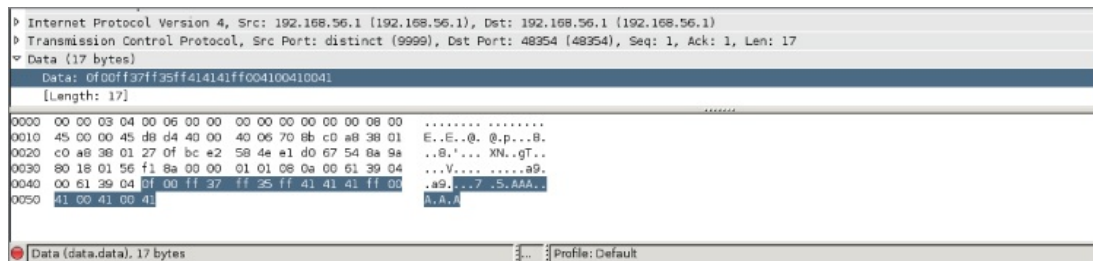 Internet Protocol Version 4, Src: 192.168.56.1 (192.168.56.1), Dst: 192.168.56.1 (192.168.56.1)
Transmission Control Protocol, Src Port: distinct (9999), Dst Port: 48354 (48354), Seq: 1, Ack: 1, Len: 17
Data (17 bytes)
Data: 0f00ff37ff35ff414141ff004100410041
[Length: 17]
0000 00 00 03 04 00 06 00 00 00 00 00 00 00 00 08 00 ........ ........
0010 45 00 00 45 d8 d4 40 00 40 06 70 8b c0 a8 38 01 E..E..@. @.p...8.
0020 c0 a8 38 01 27 0f bc e2 58 4e e1 d0 67 54 8a 9a ..8.'... XN..gT..
0030 80 18 01 56 f1 8a 00 00 01 01 08 0a 00 61 39 04 ...V.... .....a9.
0040 00 61 39 04 0f 00 ff 37 ff 35 ff 41 41 41 ff 00 .a9....7 .5.AAA..
0050 41 00 41 00 41 A.A.A
Data (data.data), 17 bytes ... Profile: Default